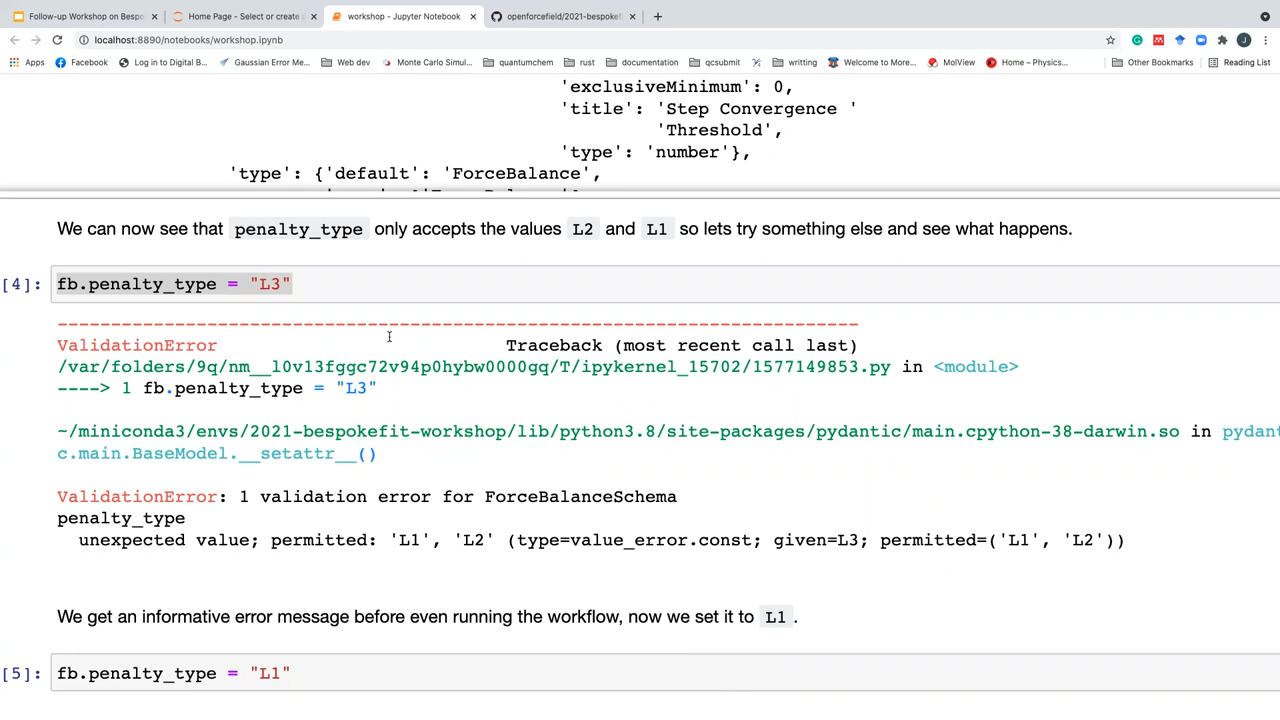 Follow-up Workshop on Bespo
Home Page - Select or create
workshop - Jupyter Notebook
openforcefield/2021-bespokefi
localhost:8890/notebooks/workshop.ipynb
J
Apps
Facebook
Log in to Digital B...
Gaussian Error Me...
Web dev
Monte Carlo Simul...
quantumchem
rust
documentation
qcsubmit
writting
Welcome to More...
MolView
Home – Physics...
Other Bookmarks
Reading List
'exclusiveMinimum': 0,
'title': 'Step Convergence '
'Threshold',
'type': 'number'},
'type': {'default': 'ForceBalance',
We can now see that penalty_type only accepts the values L2 and L1 so lets try something else and see what happens.
[4]: fb.penalty_type = "L3"
---------------------------------------------------------------------------
ValidationError Traceback (most recent call last)
/var/folders/9q/nm__l0vl3fggc72v94p0hybw0000gq/T/ipykernel_15702/1577149853.py in <module>
----> 1 fb.penalty_type = "L3"
~/miniconda3/envs/2021-bespokefit-workshop/lib/python3.8/site-packages/pydantic/main.cpython-38-darwin.so in pydant
c.main.BaseModel.__setattr__()
ValidationError: 1 validation error for ForceBalanceSchema
penalty_type
unexpected value; permitted: 'L1', 'L2' (type=value_error.const; given=L3; permitted=('L1', 'L2'))
We get an informative error message before even running the workflow, now we set it to L1 .
[5]: fb.penalty_type = "L1"